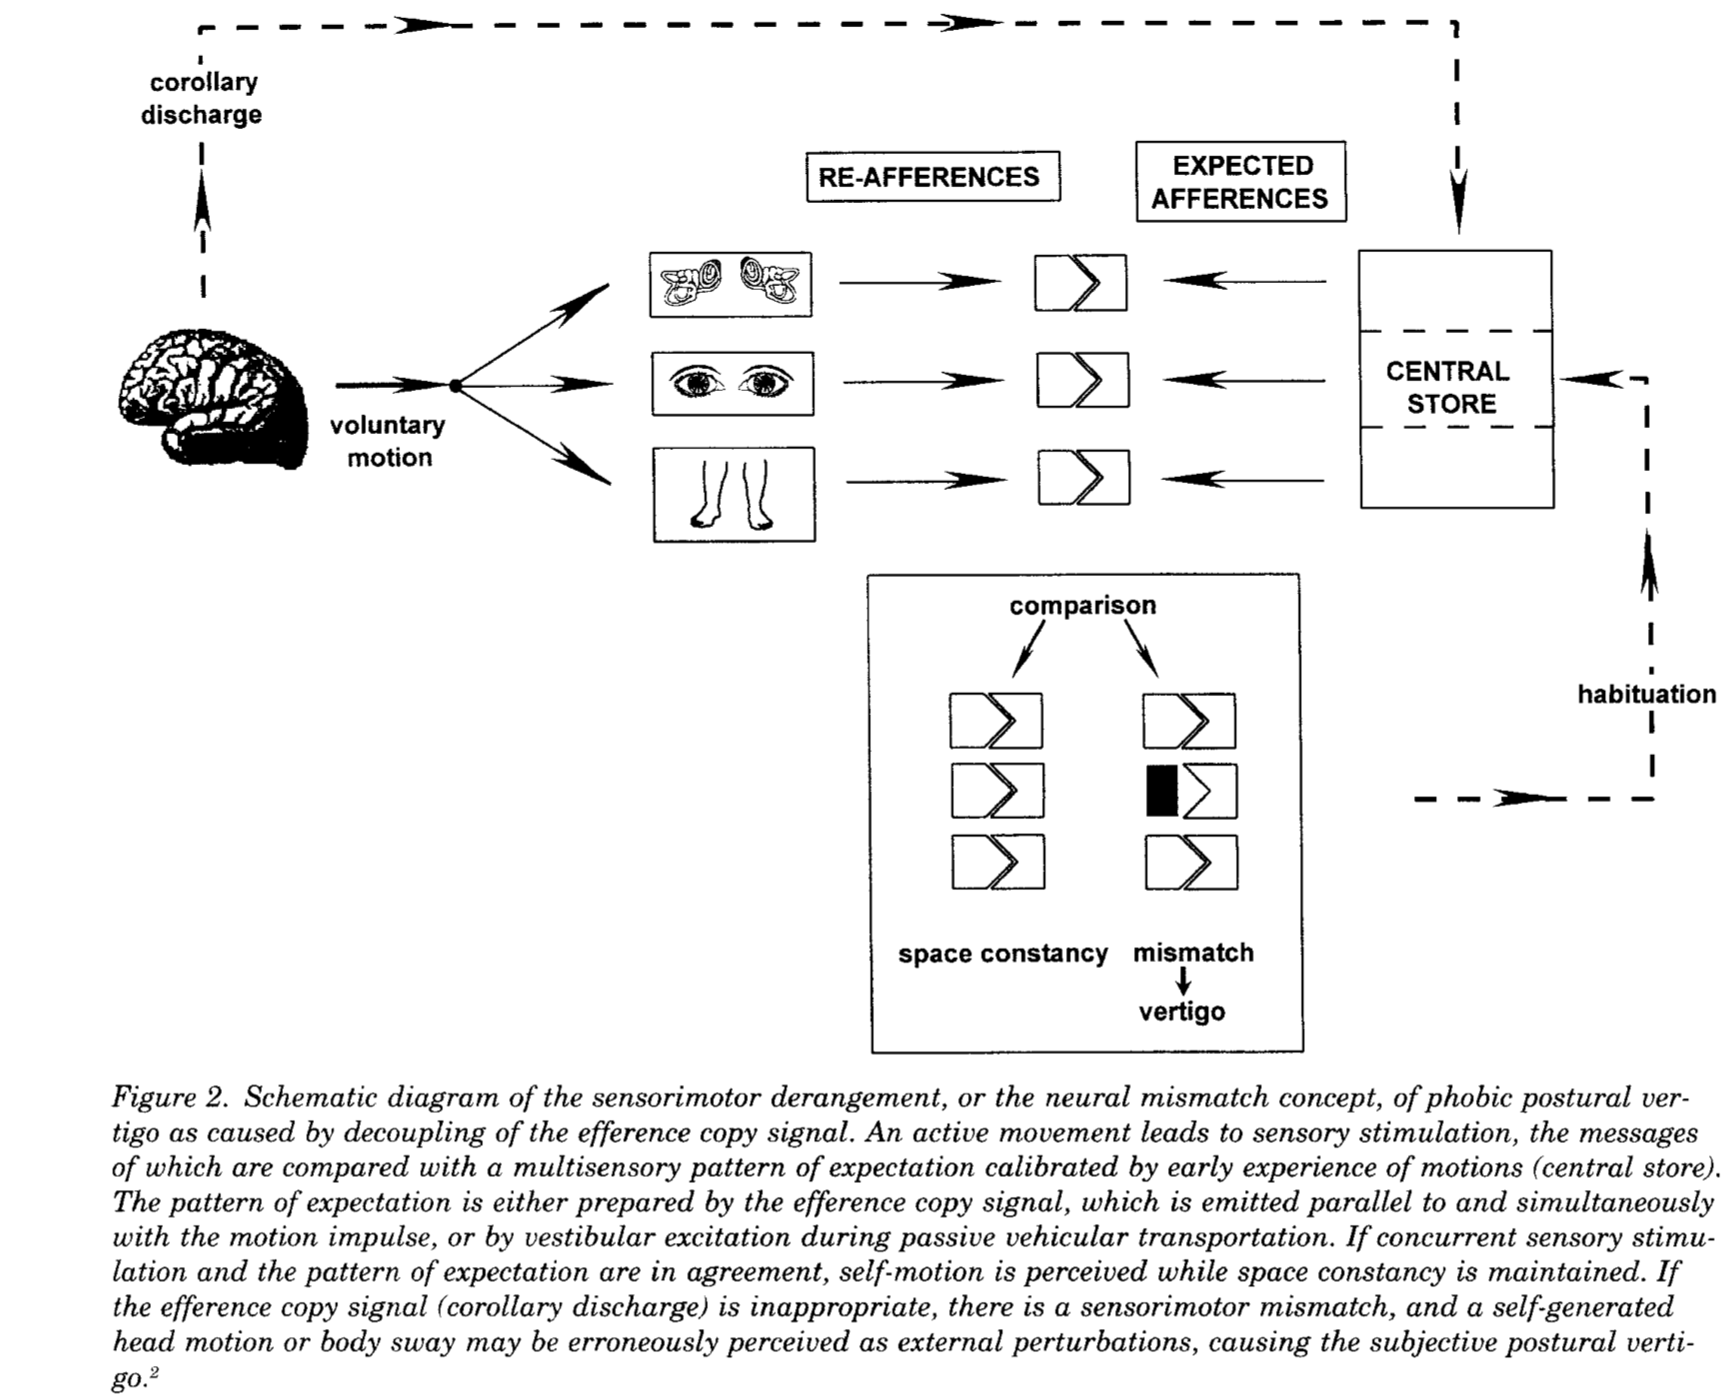 corollary
discharge
RE-AFFERENCES
EXPECTED
AFFERENCES
voluntary
motion
CENTRAL
STORE
comparison
habituation
space constancy
mismatch
vertigo
Figure 2. Schematic diagram of the sensorimotor derangement, or the neural mismatch concept, of phobic postural ver-
tigo as caused by decoupling of the efference copy signal. An active movement leads to sensory stimulation, the messages
of which are compared with a multisensory pattern of expectation calibrated by early experience of motions (central store).
The pattern of expectation is either prepared by the efference copy signal, which is emitted parallel to and simultaneously
with the motion impulse, or by vestibular excitation during passive vehicular transportation. If concurrent sensory stimu-
lation and the pattern of expectation are in agreement, self-motion is perceived while space constancy is maintained. If
the efference copy signal (corollary discharge) is inappropriate, there is a sensorimotor mismatch, and a self-generated
head motion or body sway may be erroneously perceived as external perturbations, causing the subjective postural verti-
go.²